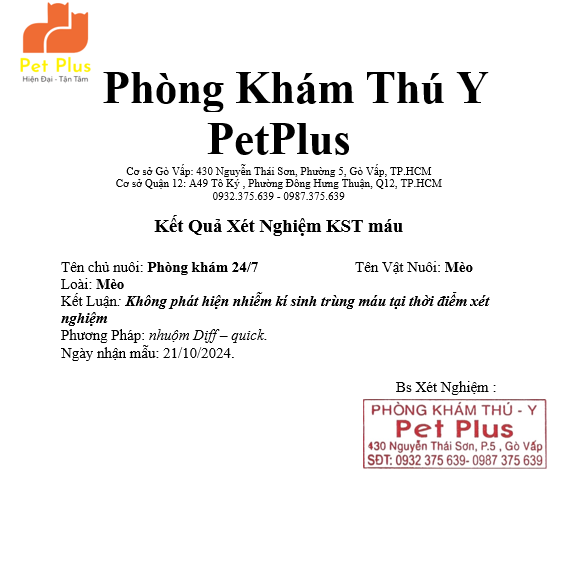 Pet Plus
Hiện Đại - Tận Tâm
Phòng Khám Thú Y
PetPlus
Cơ sở Gò Vấp: 430 Nguyễn Thái Sơn, Phường 5, Gò Vấp, TP.HCM
Cơ sở Quận 12: A49 Tô Ký , Phường Đông Hưng Thuận, Q12, TP.HCM
0932.375.639 - 0987.375.639
Kết Quả Xét Nghiệm KST máu
Tên chủ nuôi: Phòng khám 24/7 Tên Vật Nuôi: Mèo
Loài: Mèo
Kết Luận: Không phát hiện nhiễm kí sinh trùng máu tại thời điểm xét
nghiệm
Phương Pháp: nhuộm Diff – quick.
Ngày nhận mẫu: 21/10/2024.
Bs Xét Nghiệm :
PHÒNG KHÁM THÚ - Y
Pet Plus
430 Nguyễn Thái Sơn, P.5 , Gò Vấp
SĐT: 0932 375 639- 0987 375 639